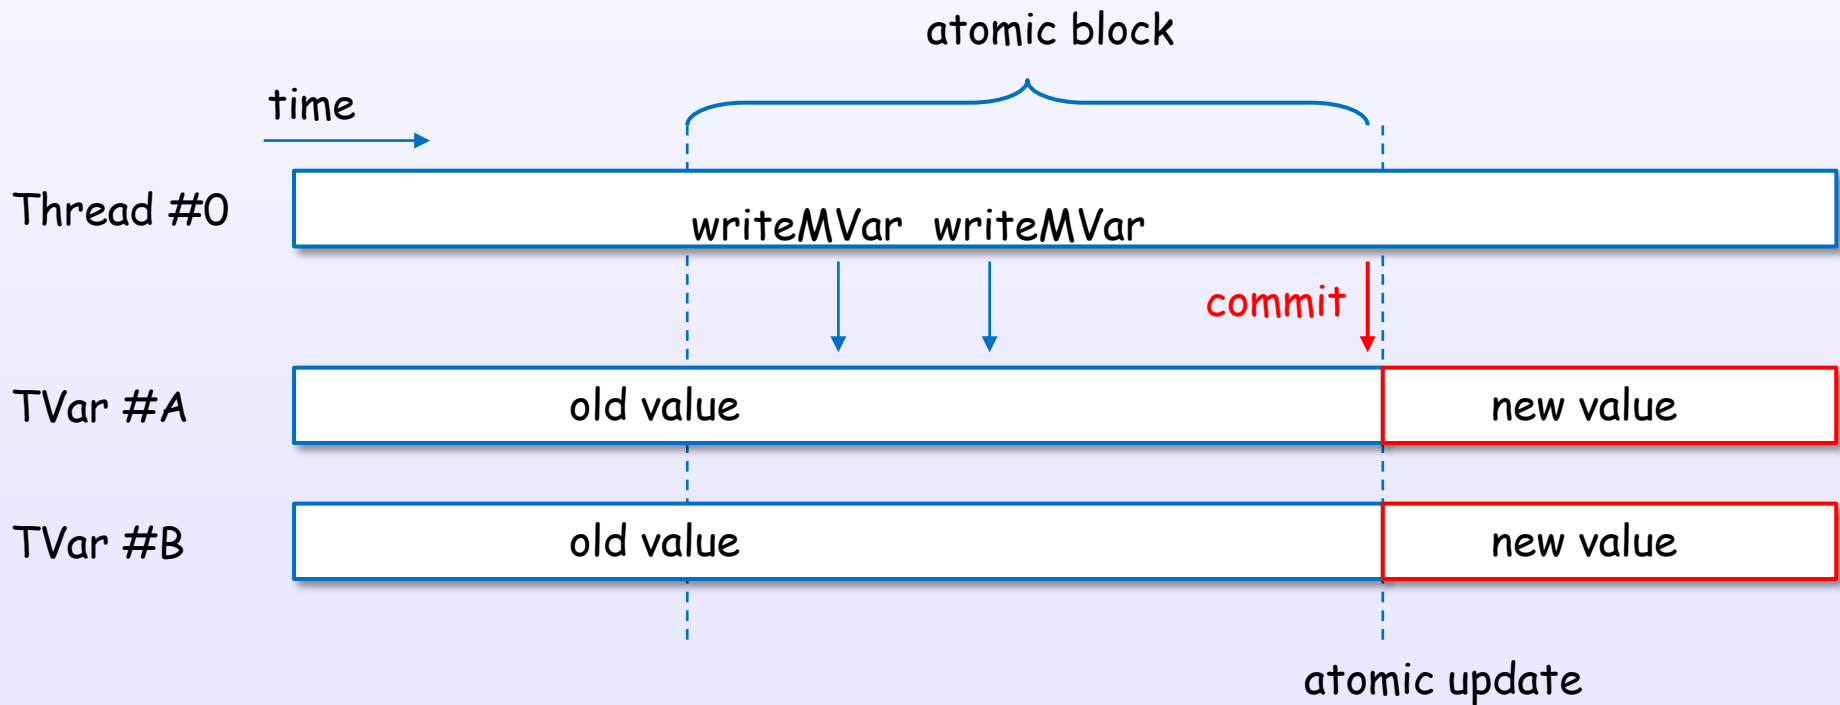 atomic block
time
Thread #0
writeMVar writeMVar
commit
TVar #A old value new value
TVar #B old value new value
atomic update